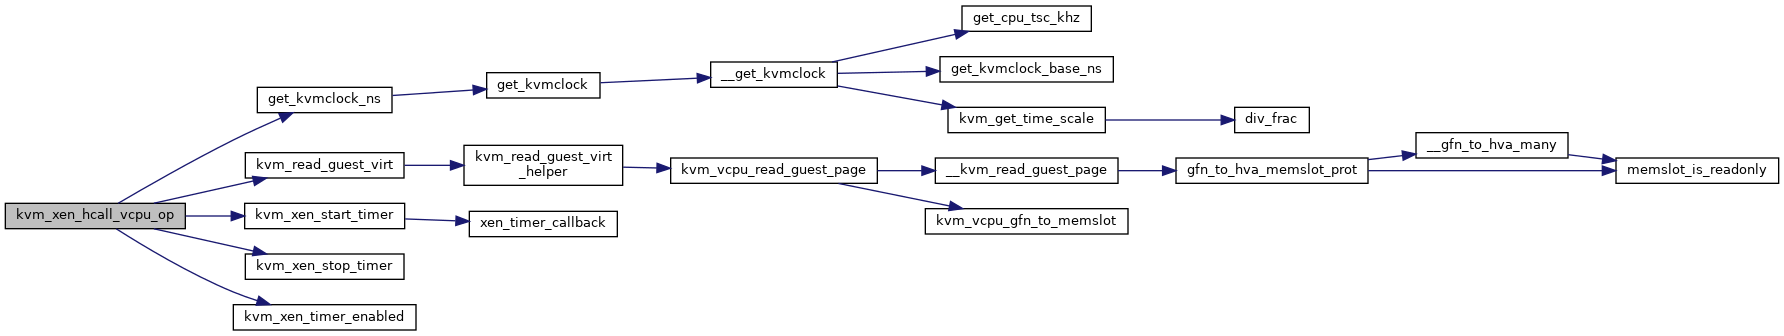 kvm_xen_hcall_vcpu_op
get_kvmclock_ns
get_kvmclock
__get_kvmclock
get_cpu_tsc_khz
get_kvmclock_base_ns
kvm_get_time_scale
div_frac
kvm_read_guest_virt
kvm_read_guest_virt
_helper
kvm_vcpu_read_guest_page
__kvm_read_guest_page
gfn_to_hva_memslot_prot
__gfn_to_hva_many
memslot_is_readonly
kvm_vcpu_gfn_to_memslot
kvm_xen_start_timer
xen_timer_callback
kvm_xen_stop_timer
kvm_xen_timer_enabled